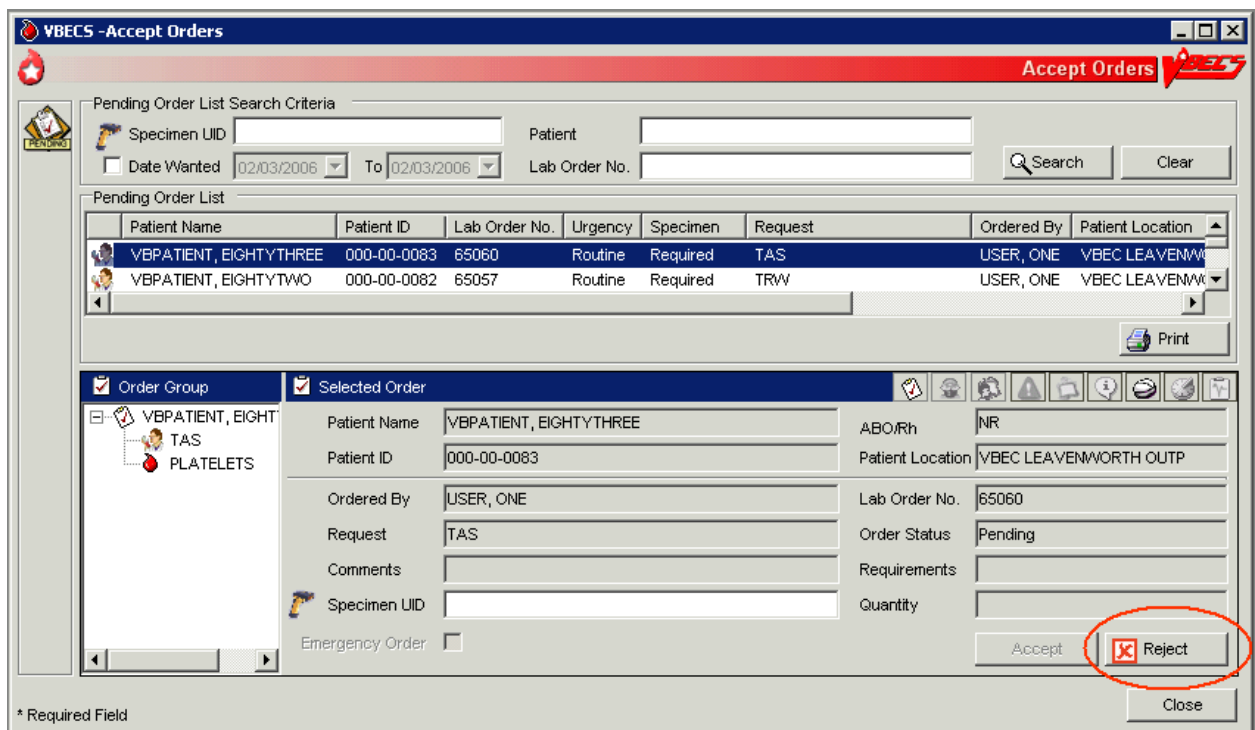 VBECS -Accept Orders
Accept Orders VBECS
Pending Order List Search Criteria
PENDING
Specimen UID Patient
Date Wanted 02/03/2006 To 02/03/2006 Lab Order No. Search Clear
Pending Order List
Patient Name Patient ID Lab Order No. Urgency Specimen Request Ordered By Patient Location
VBPATIENT, EIGHTYTHREE 000-00-0083 65060 Routine Required TAS USER, ONE VBEC LEAVENW
VBPATIENT, EIGHTYTWO 000-00-0082 65057 Routine Required TRW USER, ONE VBEC LEAVENW
Print
Order Group Selected Order
VBPATIENT, EIGHT Patient Name VBPATIENT, EIGHTYTHREE ABO/Rh NR
TAS
PLATELETS Patient ID 000-00-0083 Patient Location VBEC LEAVENWORTH OUTP
Ordered By USER, ONE Lab Order No. 65060
Request TAS Order Status Pending
Comments Requirements
Specimen UID Quantity
Emergency Order Accept Reject
Close
* Required Field